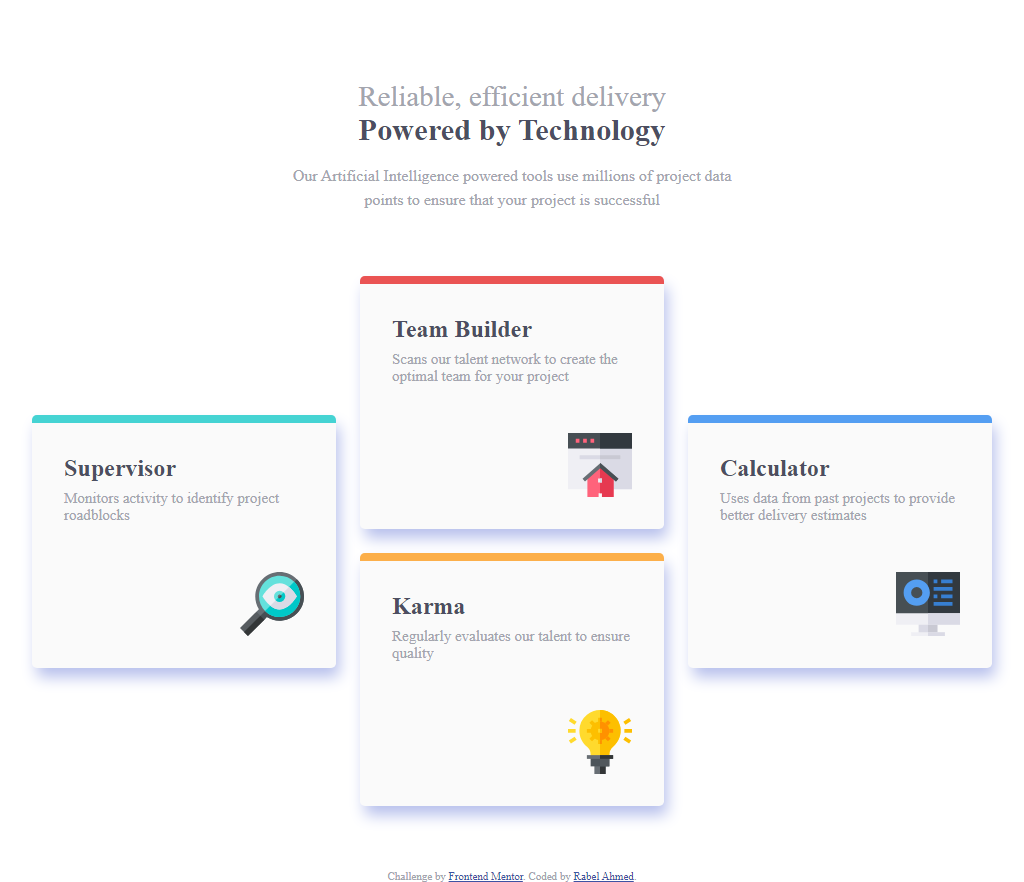 Reliable, efficient delivery
Powered by Technology
Our Artificial Intelligence powered tools use millions of project data
points to ensure that your project is successful
Supervisor
Monitors activity to identify project
roadblocks
Team Builder
Scans our talent network to create the
optimal team for your project
Karma
Regularly evaluates our talent to ensure
quality
Calculator
Uses data from past projects to provide
better delivery estimates
Challenge by Frontend Mentor. Coded by Rabel Ahmed.